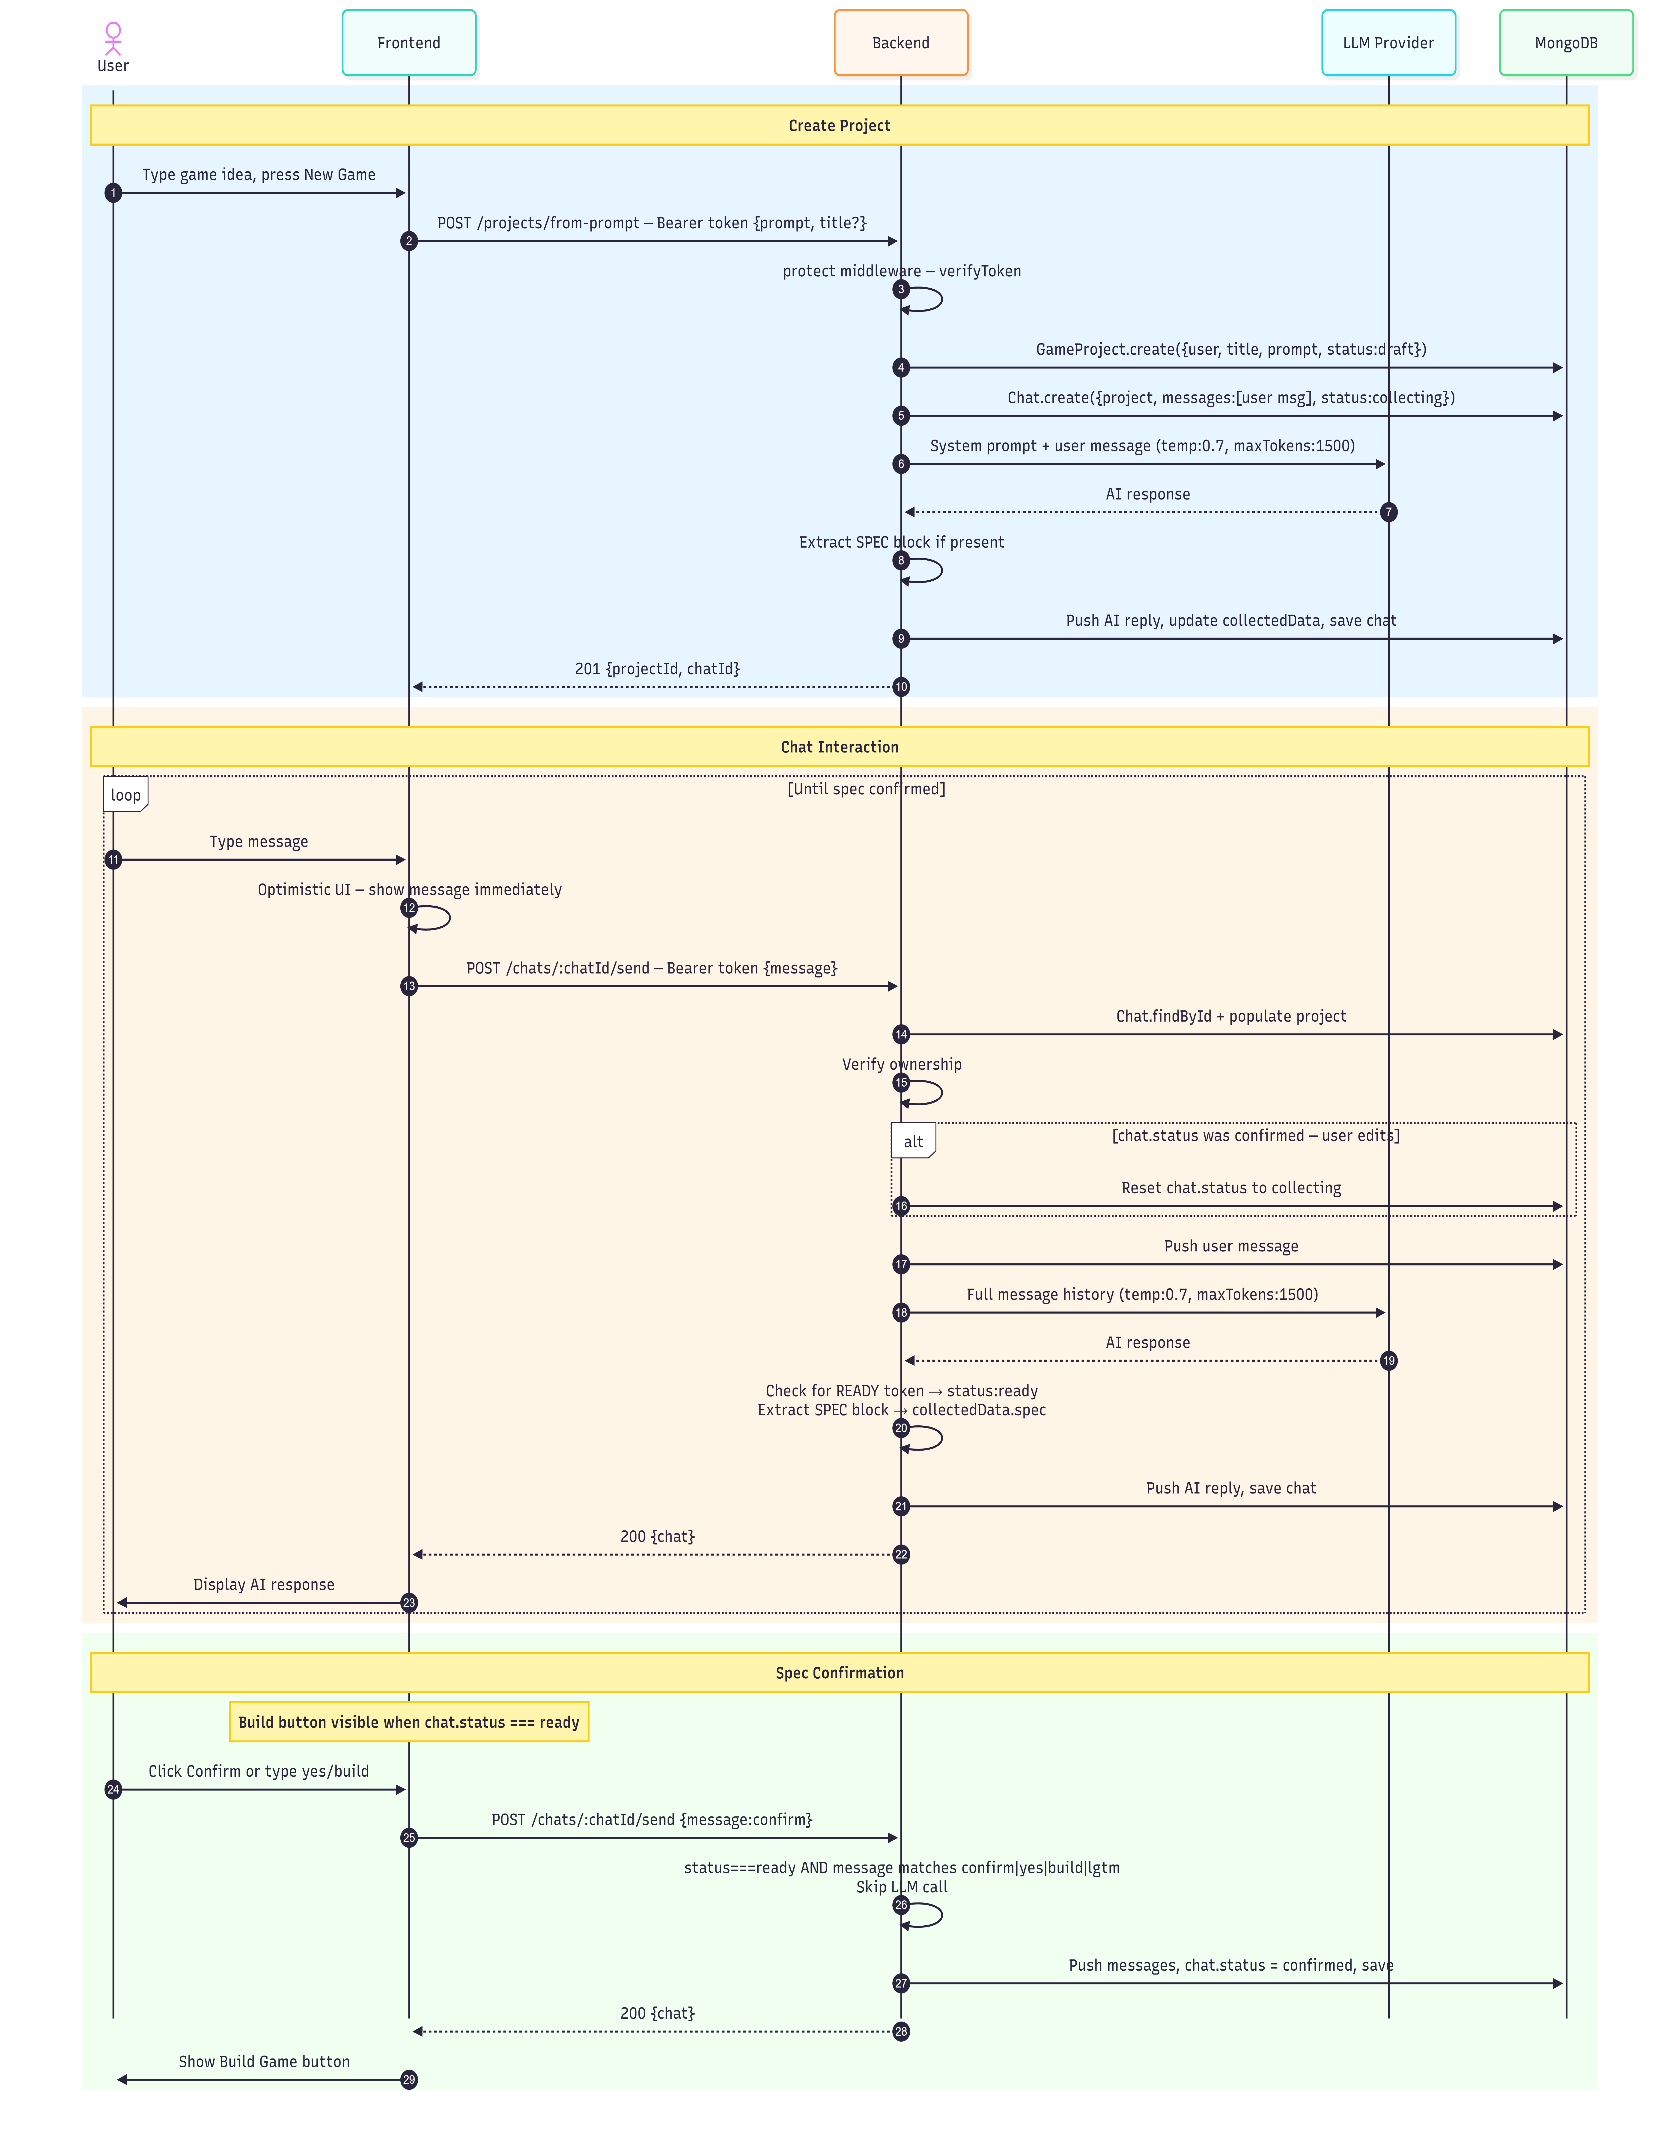 User
Frontend
Backend
LLM Provider
MongoDB
Create Project
Type game idea, press New Game
1
POST /projects/from-prompt – Bearer token {prompt, title?}
2
protect middleware – verifyToken
3
GameProject.create({user, title, prompt, status:draft})
4
Chat.create({project, messages:[user msg], status:collecting})
5
System prompt + user message (temp:0.7, maxTokens:1500)
6
AI response
7
Extract SPEC block if present
8
Push AI reply, update collectedData, save chat
9
201 {projectId, chatId}
10
Chat Interaction
loop
[Until spec confirmed]
Type message
11
Optimistic UI – show message immediately
12
POST /chats/:chatId/send – Bearer token {message}
13
Chat.findById + populate project
14
Verify ownership
15
alt
[chat.status was confirmed – user edits]
Reset chat.status to collecting
16
Push user message
17
Full message history (temp:0.7, maxTokens:1500)
18
AI response
19
Check for READY token → status:ready
Extract SPEC block → collectedData.spec
20
Push AI reply, save chat
21
200 {chat}
22
Display AI response
23
Spec Confirmation
Build button visible when chat.status === ready
Click Confirm or type yes/build
24
POST /chats/:chatId/send {message:confirm}
25
status===ready AND message matches confirm|yes|build|lgtm
Skip LLM call
26
Push messages, chat.status = confirmed, save
27
200 {chat}
28
Show Build Game button
29